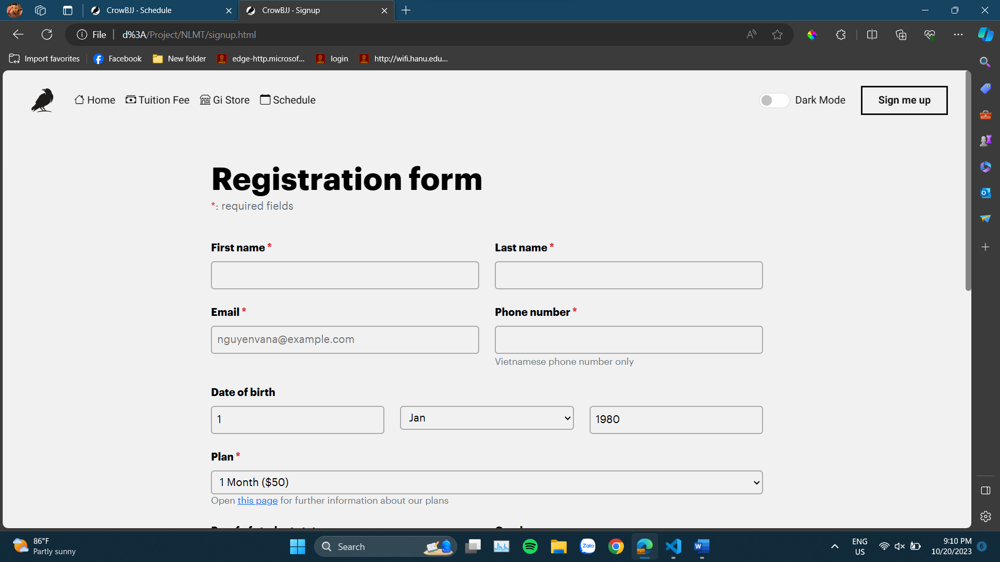 CrowBJJ · Schedule
CrowBJJ · Signup
File
d%3A/Project/NLMT/signup.html
Import favorites
Facebook
New folder
edge-http.microsof...
login
http://wifi.hanu.edu...
Home
Tuition Fee
Gi Store
Schedule
Dark Mode
Sign me up
Registration form
*: required fields
First name *
Last name *
Email *
Phone number *
nguyenvana@example.com
Vietnamese phone number only
Date of birth
1
Jan
1980
Plan *
1 Month ($50)
Open this page for further information about our plans
86°F
Partly sunny
Search
Zalo
ENG
US
9:10 PM
10/20/2023
6